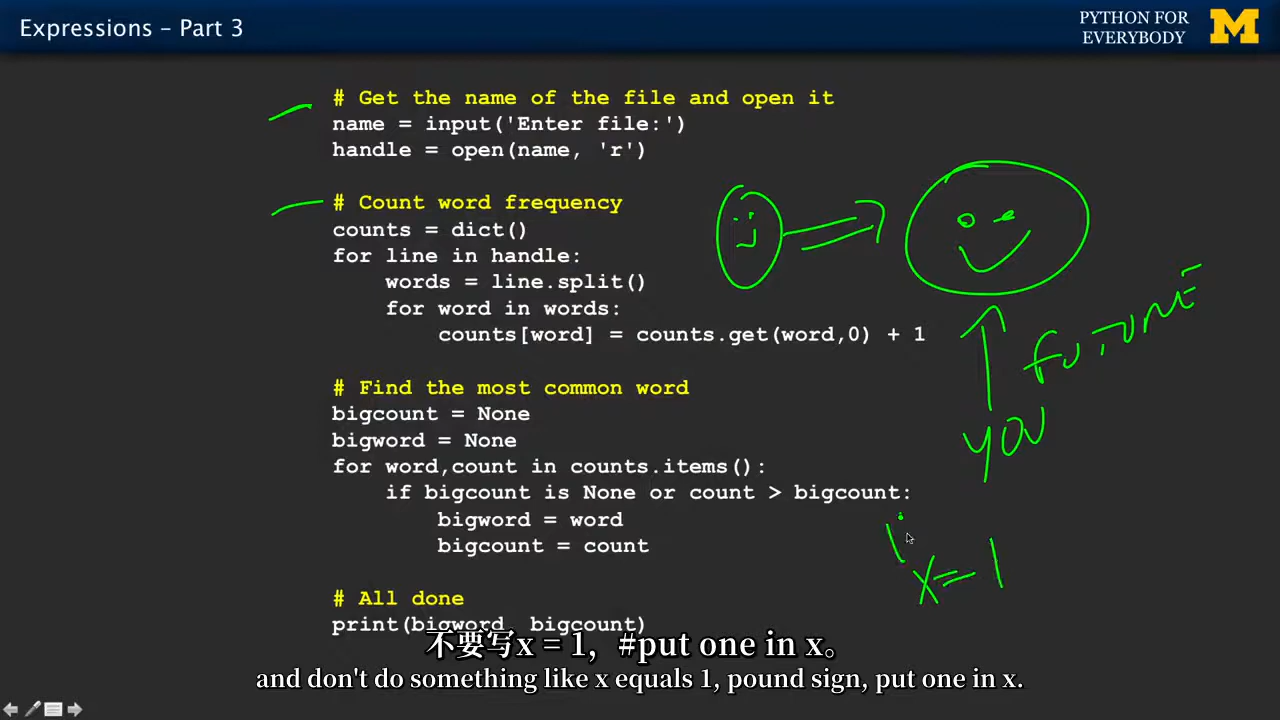 Expressions – Part 3
PYTHON FOR
EVERYBODY
M
# Get the name of the file and open it
name = input('Enter file:')
handle = open(name, 'r')
# Count word frequency
counts = dict()
for line in handle:
    words = line.split()
    for word in words:
        counts[word] = counts.get(word,0) + 1
YOU
# Find the most common word
bigcount = None
bigword = None
for word,count in counts.items():
    if bigcount is None or count > bigcount:
        bigword = word
        bigcount = count
x = 1
# All done
print(bigword, bigcount)
不要写x = 1, #put one in x。
and don't do something like x equals 1, pound sign, put one in x.